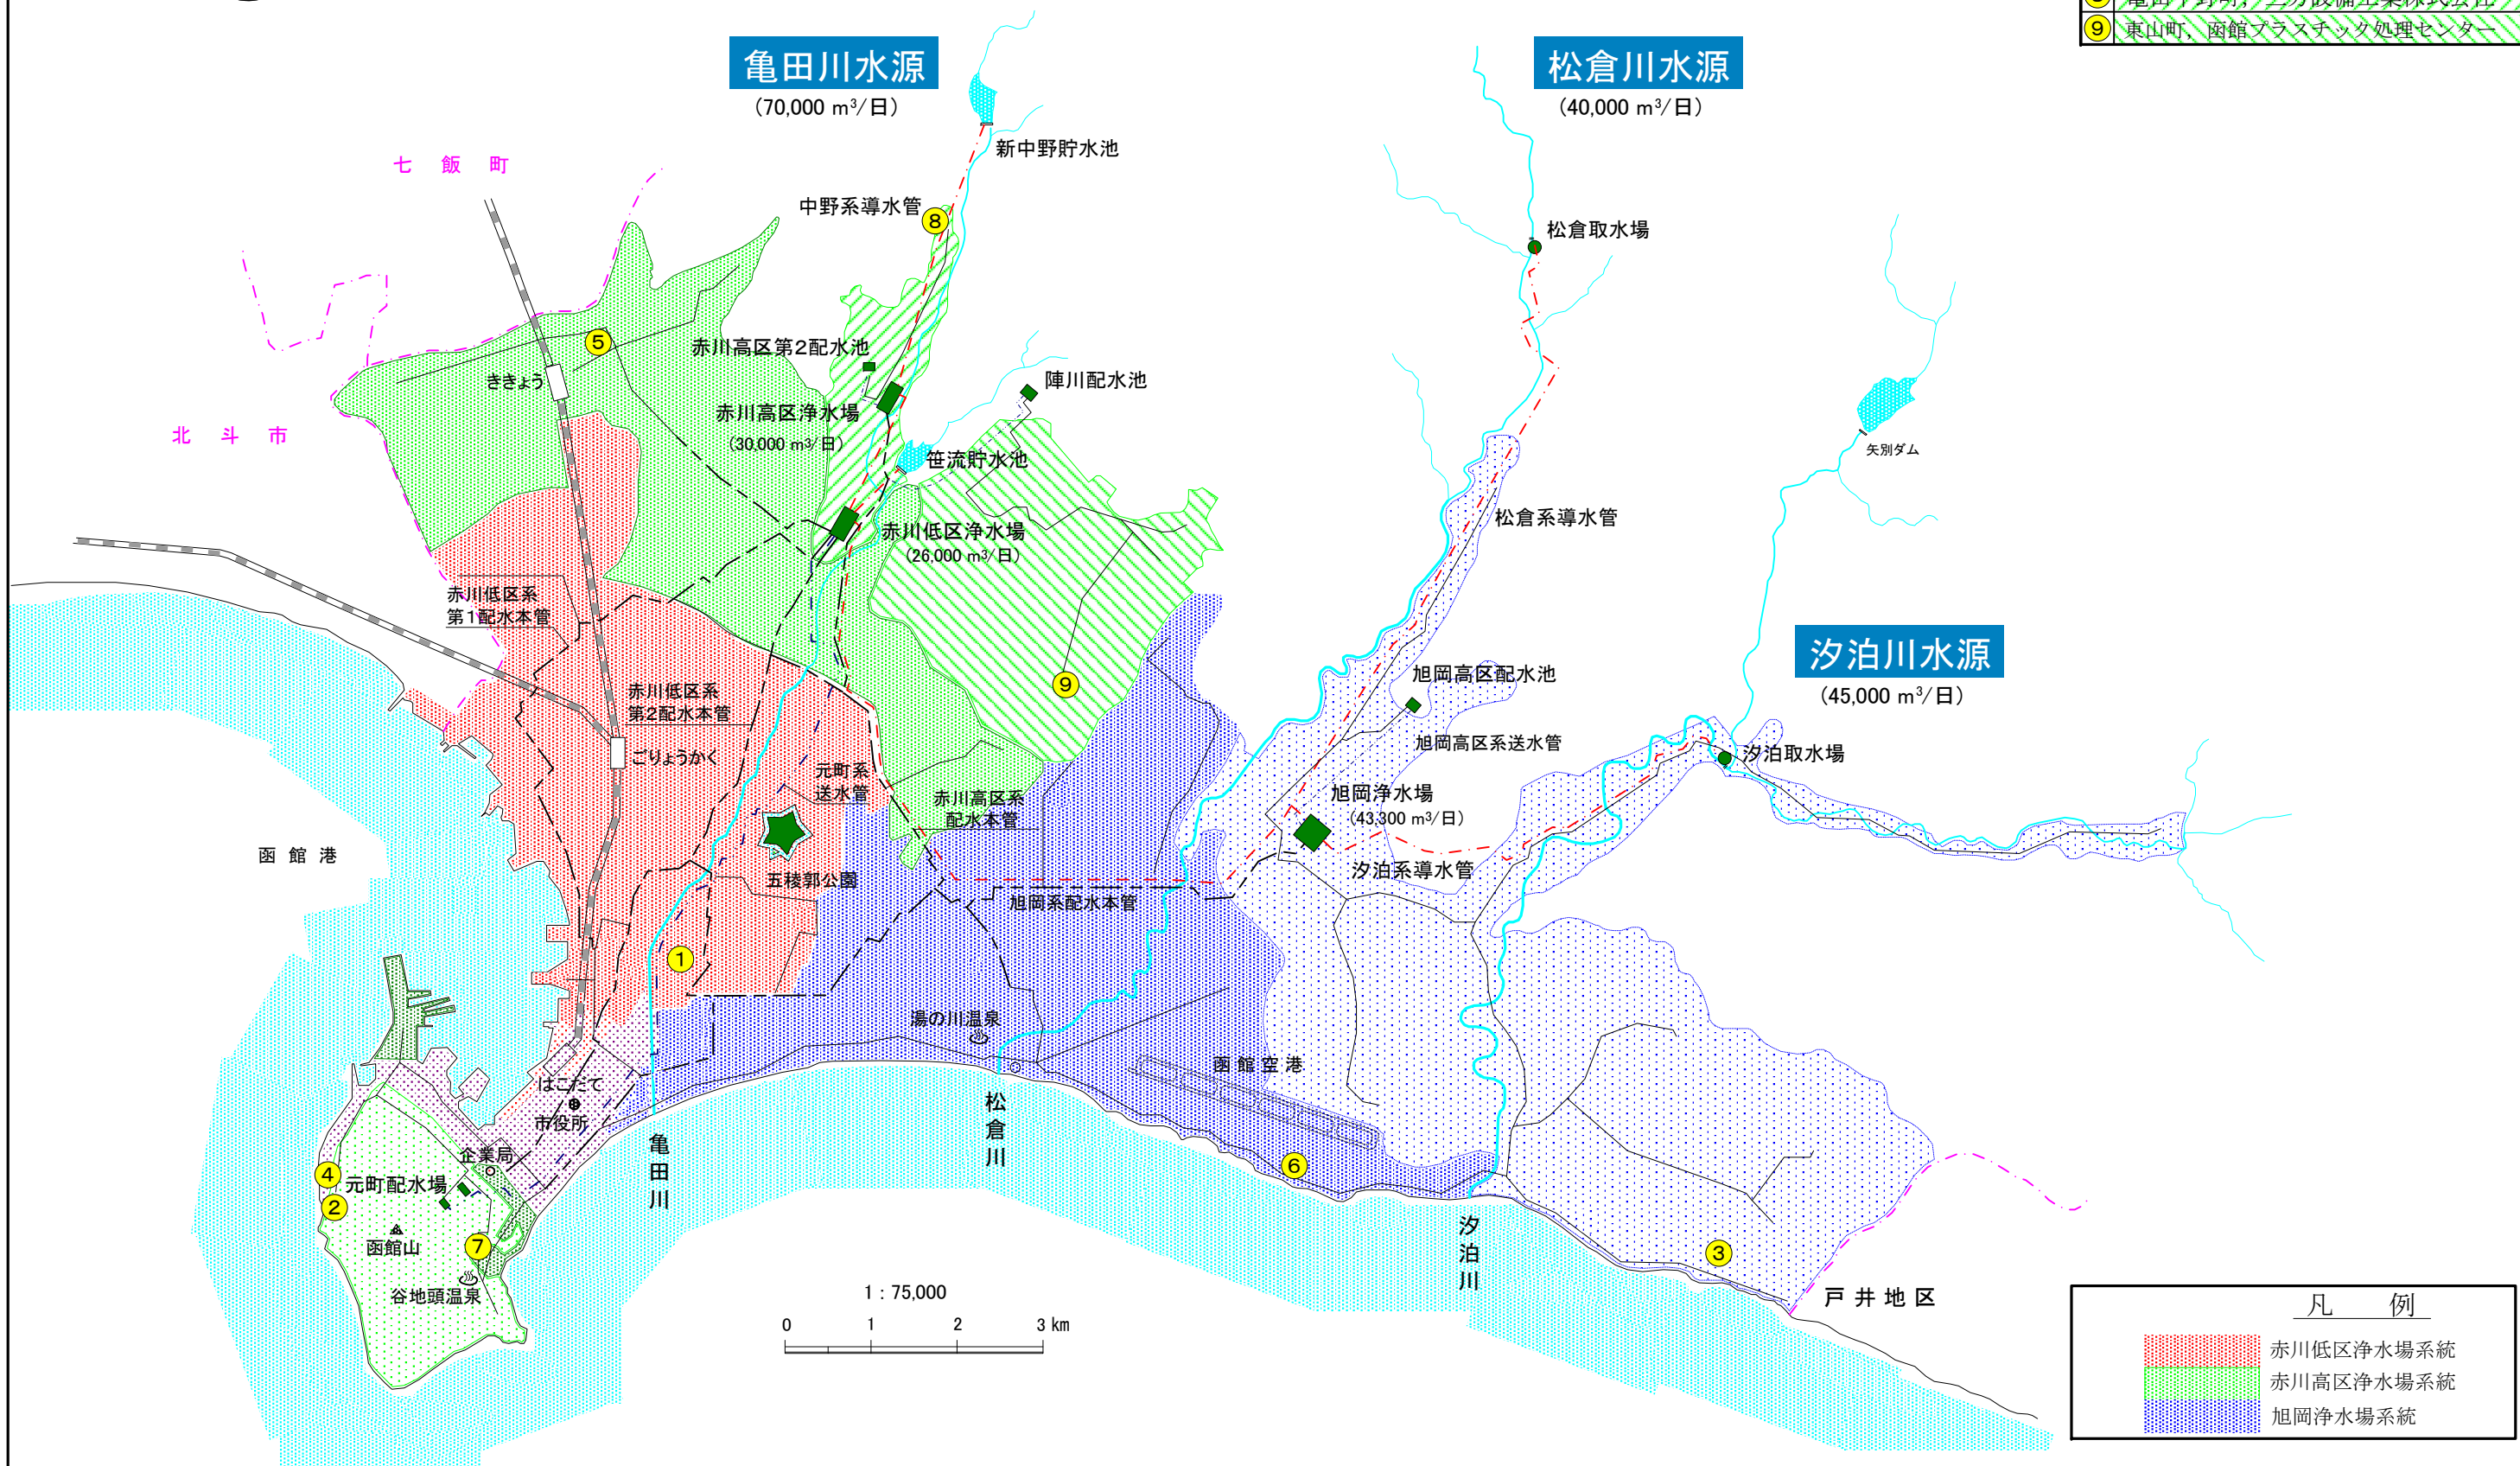 9 東山町，函館プラスチック処理センター
亀田川水源
(70,000 m³/日)
松倉川水源
(40,000 m³/日)
新中野貯水池
七飯町
中野系導水管
8
松倉取水場
5
赤川高区第2配水池
ききょう
陣川配水池
赤川高区浄水場
(30,000 m³/日)
北斗市
笹流貯水池
矢別ダム
松倉系導水管
赤川低区浄水場
(26,000 m³/日)
赤川低区系
第1配水本管
汐泊川水源
(45,000 m³/日)
9
旭岡高区配水池
赤川低区系
第2配水本管
旭岡高区系送水管
汐泊取水場
ごりょうかく
元町系
送水管
赤川高区系
配水本管
旭岡浄水場
(43,300 m³/日)
函館港
五稜郭公園
汐泊系導水管
旭岡系配水本管
1
湯の川温泉
函館空港
はこだて
市役所
松倉川
亀田川
企業局
4
元町配水場
2
6
函館山
7
汐泊川
3
谷地頭温泉
戸井地区
1 : 75,000
0 1 2 3 km
凡例
赤川低区浄水場系統
赤川高区浄水場系統
旭岡浄水場系統